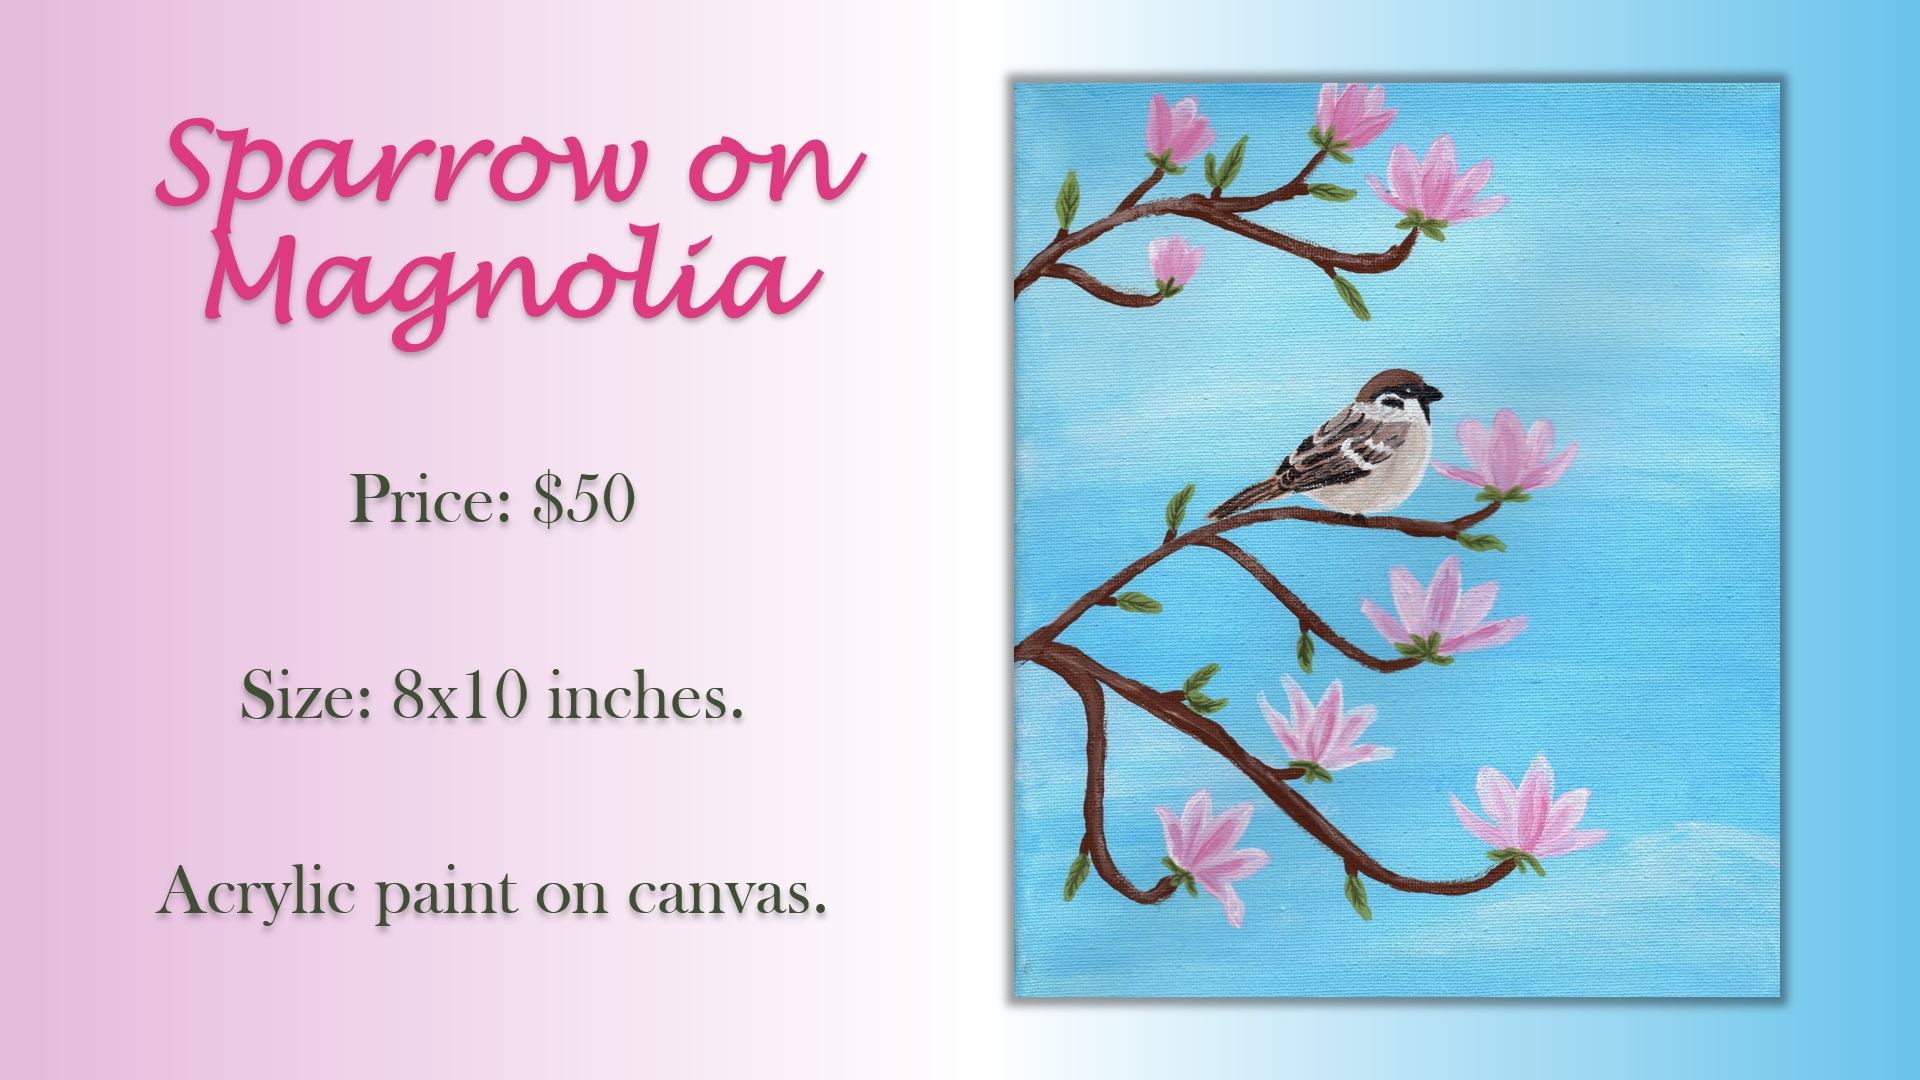 Sparrow on
Magnolia
Price: $50
Size: 8x10 inches.
Acrylic paint on canvas.